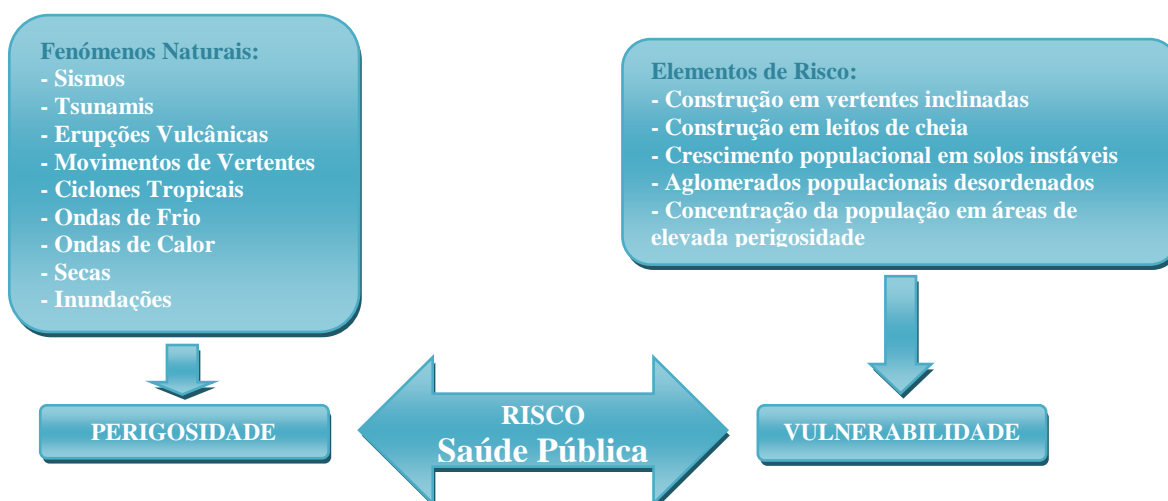 Fenómenos Naturais:
- Sismos
- Tsunamis
- Erupções Vulcânicas
- Movimentos de Vertentes
- Ciclones Tropicais
- Ondas de Frio
- Ondas de Calor
- Secas
- Inundações
Elementos de Risco:
- Construção em vertentes inclinadas
- Construção em leitos de cheia
- Crescimento populacional em solos instáveis
- Aglomerados populacionais desordenados
- Concentração da população em áreas de
elevada perigosidade
PERIGOSIDADE
RISCO
Saúde Pública
VULNERABILIDADE